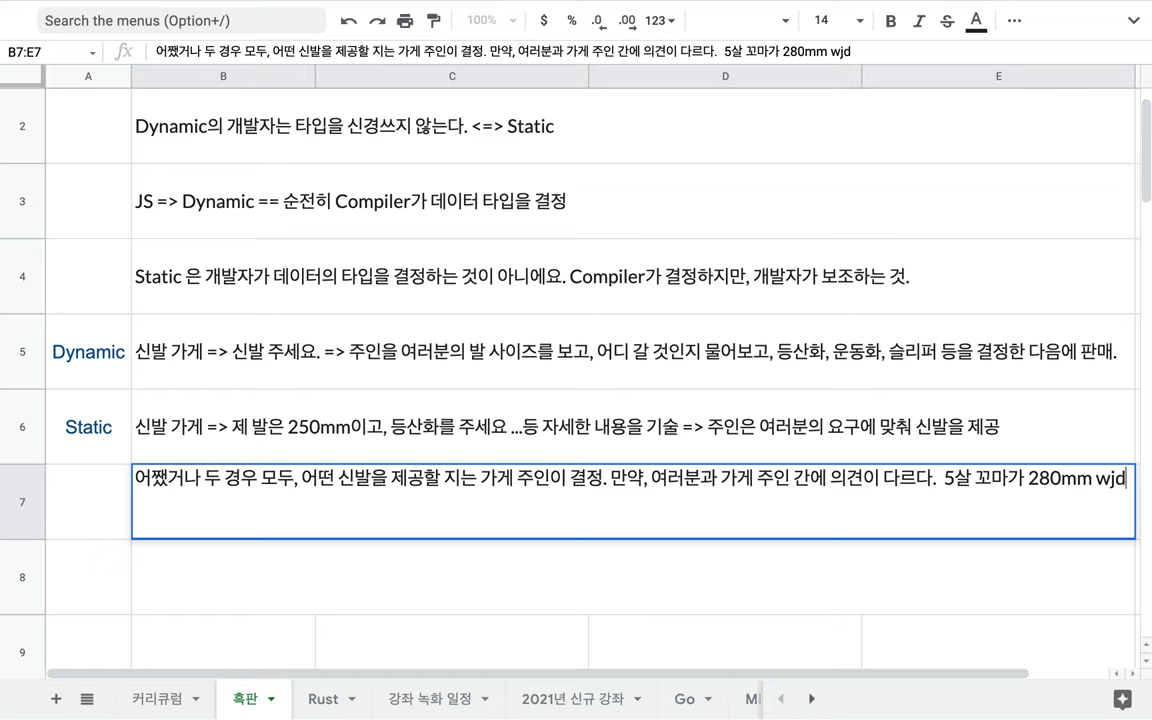 Search the menus (Option+/)
100%
$ % .0 .00 123
14
B I S A
B7:E7
fx
어쨌거나 두 경우 모두, 어떤 신발을 제공할 지는 가게 주인이 결정. 만약, 여러분과 가게 주인 간에 의견이 다르다.  5살 꼬마가 280mm wjd
A B C D E
2 Dynamic의 개발자는 타입을 신경쓰지 않는다. <=> Static
3 JS => Dynamic == 순전히 Compiler가 데이터 타입을 결정
4 Static 은 개발자가 데이터의 타입을 결정하는 것이 아니에요. Compiler가 결정하지만, 개발자가 보조하는 것.
5 Dynamic 신발 가게 => 신발 주세요. => 주인을 여러분의 발 사이즈를 보고, 어디 갈 것인지 물어보고, 등산화, 운동화, 슬리퍼 등을 결정한 다음에 판매.
6 Static 신발 가게 => 제 발은 250mm이고, 등산화를 주세요 ...등 자세한 내용을 기술 => 주인은 여러분의 요구에 맞춰 신발을 제공
7 어쨌거나 두 경우 모두, 어떤 신발을 제공할 지는 가게 주인이 결정. 만약, 여러분과 가게 주인 간에 의견이 다르다.  5살 꼬마가 280mm wjd
8
9
커리큐럼 흑판 Rust 강좌 녹화 일정 2021년 신규 강좌 Go Mi